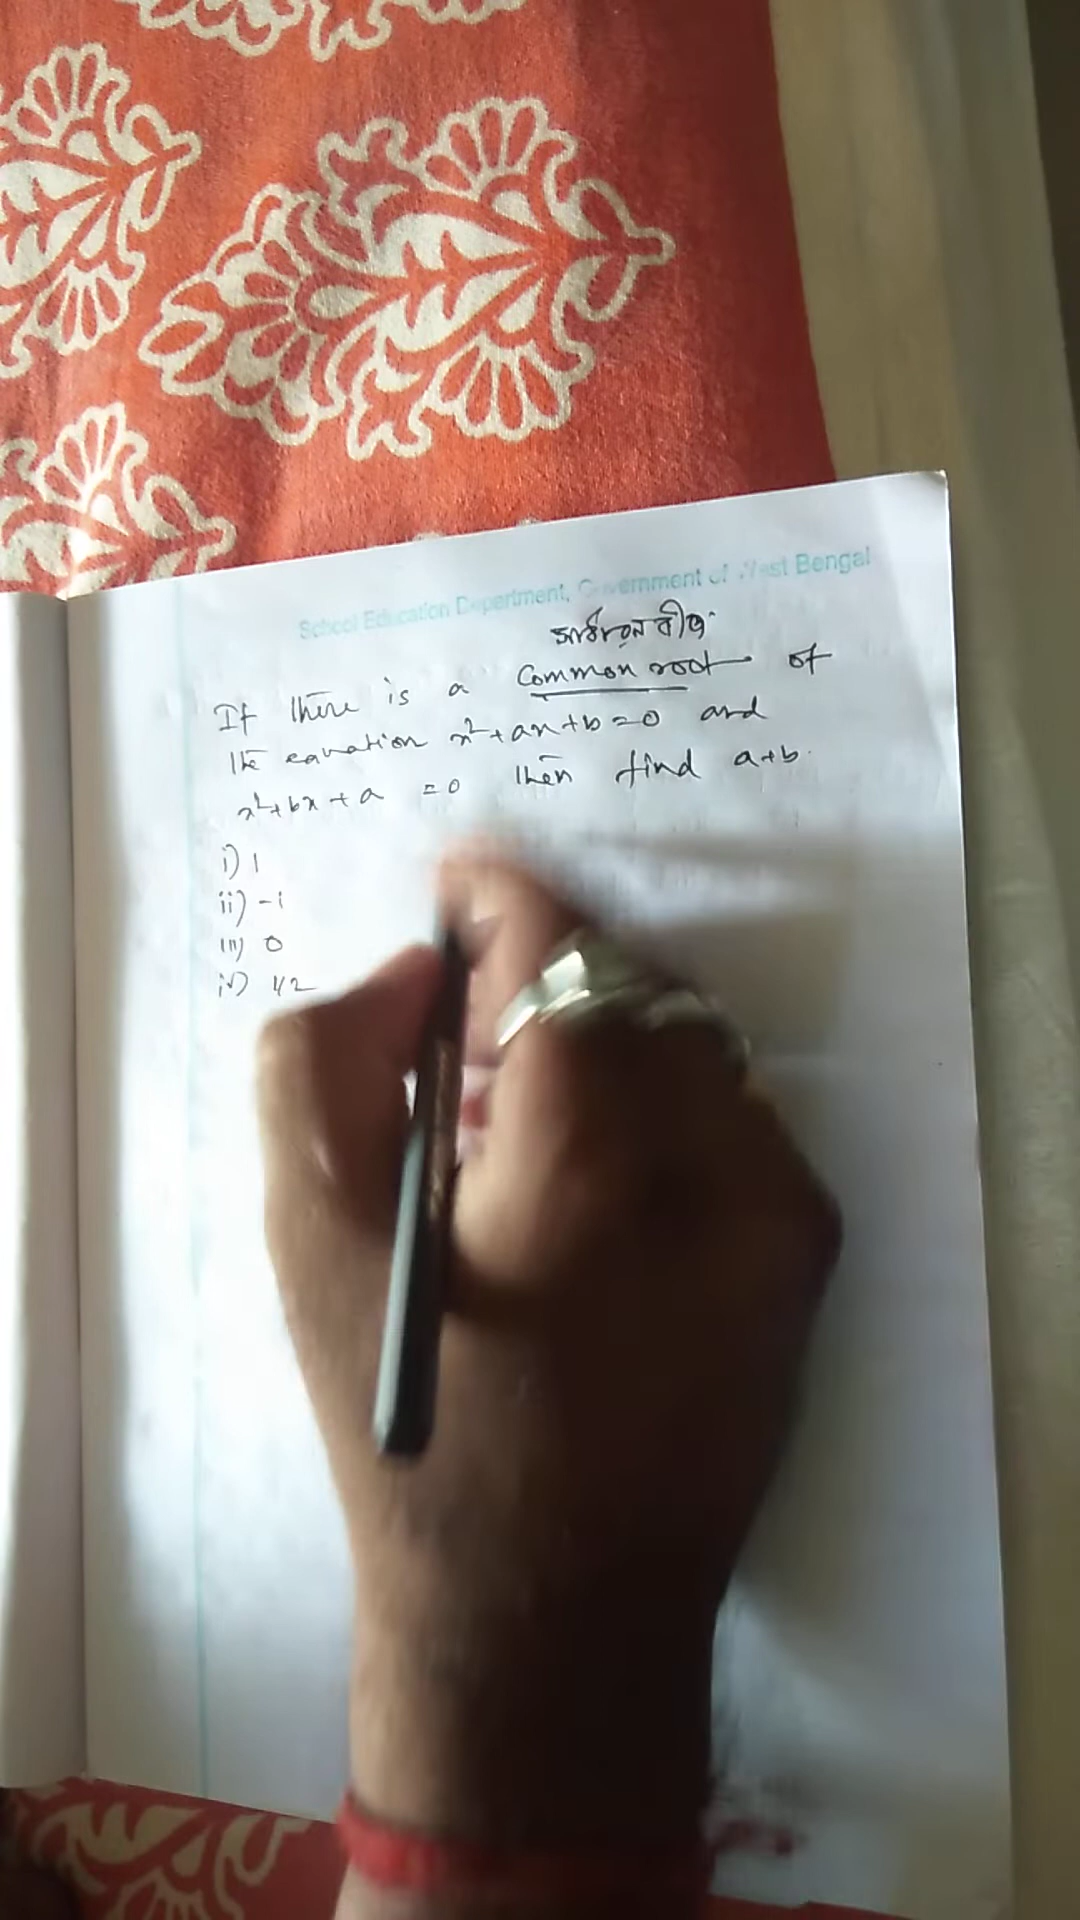 School Education Department, Government of West Bengal
সাধারন বীজ
If there is a Common root of
the equation x²+ax+b=0 and
x²+bx+a =0 then find a+b.
i) 1
ii) -1
iii) 0
iv) 1/2